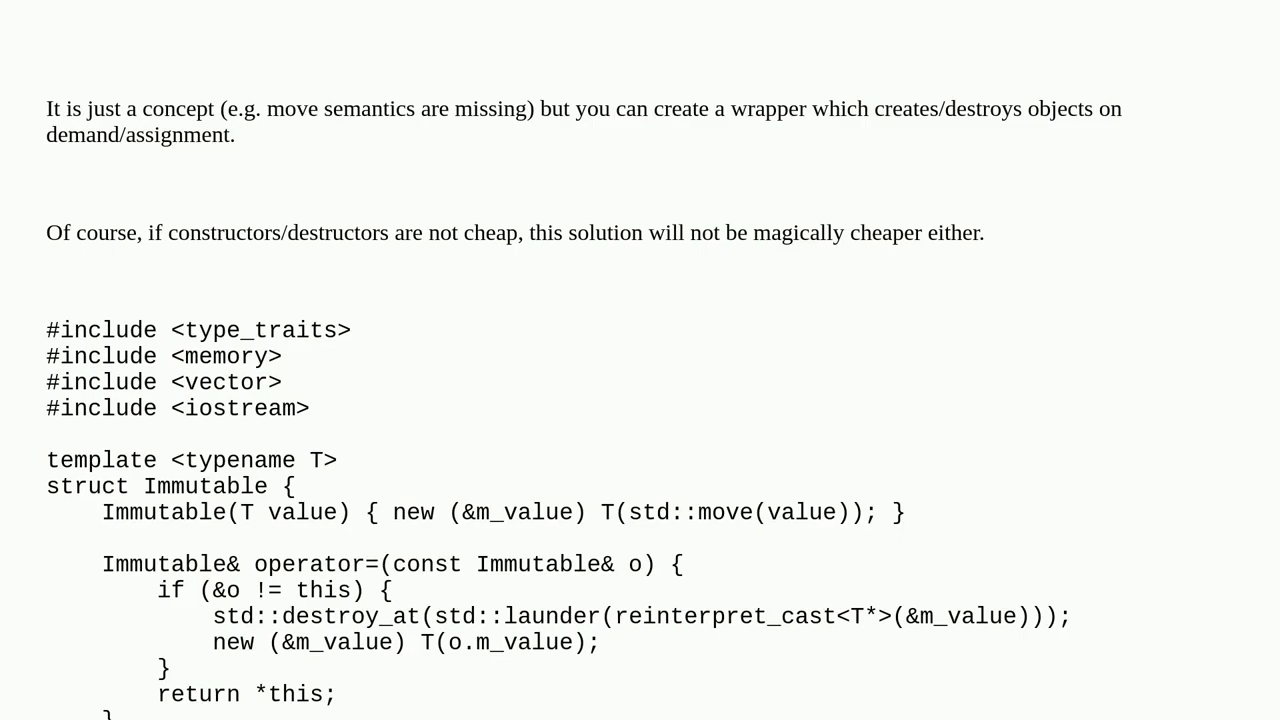 It is just a concept (e.g. move semantics are missing) but you can create a wrapper which creates/destroys objects on
demand/assignment.
Of course, if constructors/destructors are not cheap, this solution will not be magically cheaper either.
#include <type_traits>
#include <memory>
#include <vector>
#include <iostream>
template <typename T>
struct Immutable {
    Immutable(T value) { new (&m_value) T(std::move(value)); }
    Immutable& operator=(const Immutable& o) {
        if (&o != this) {
            std::destroy_at(std::launder(reinterpret_cast<T*>(&m_value)));
            new (&m_value) T(o.m_value);
        }
        return *this;
    }